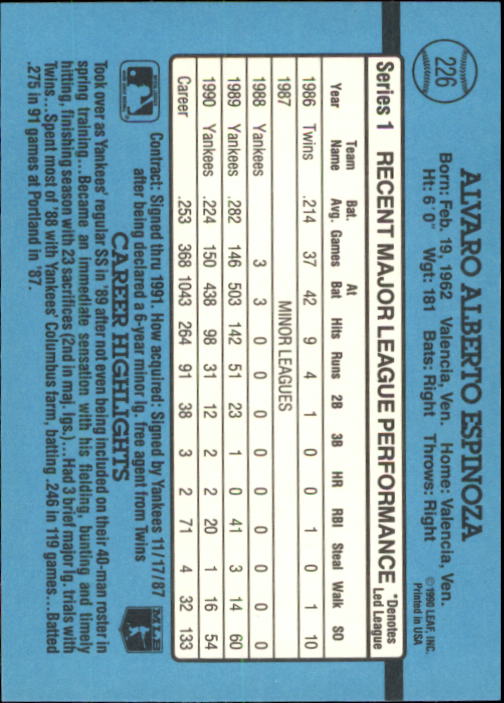 226
ALVARO ALBERTO ESPINOZA
Born: Feb. 19, 1962 Valencia, Ven. Home: Valencia, Ven.
Ht: 6'0" Wgt: 181 Bats: Right Throws: Right
©1990 LEAF, INC.
Printed in USA
Series 1 RECENT MAJOR LEAGUE PERFORMANCE *Denotes Led League
Year Team Name Bat. Avg. Games At Bat Hits Runs 2B 3B HR RBI Steal Walk SO
1986 Twins .214 37 42 9 4 1 0 0 1 0 1 10
1987 MINOR LEAGUES
1988 Yankees 3 3 0 0 0 0 0 0 0 0 0
1989 Yankees .282 146 503 142 51 23 1 0 41 3 14 60
1990 Yankees .224 150 438 98 31 12 2 2 20 1 16 54
Career .253 368 1043 264 91 38 3 2 71 4 32 133
Contract: Signed thru 1991. How acquired: Signed by Yankees 11/17/87
after being declared a 6-year minor lg. free agent from Twins
CAREER HIGHLIGHTS
MLB
Took over as Yankees' regular SS in '89 after not even being included on their 40-man roster in
spring training...Became an immediate sensation with his fielding, bunting and timely
hitting, finishing season with 23 sacrifices (2nd in maj. lgs.)...Had 3 brief major lg. trials with
Twins...Spent most of '88 with Yankees' Columbus farm, batting .246 in 119 games...Batted
.275 in 91 games at Portland in '87.